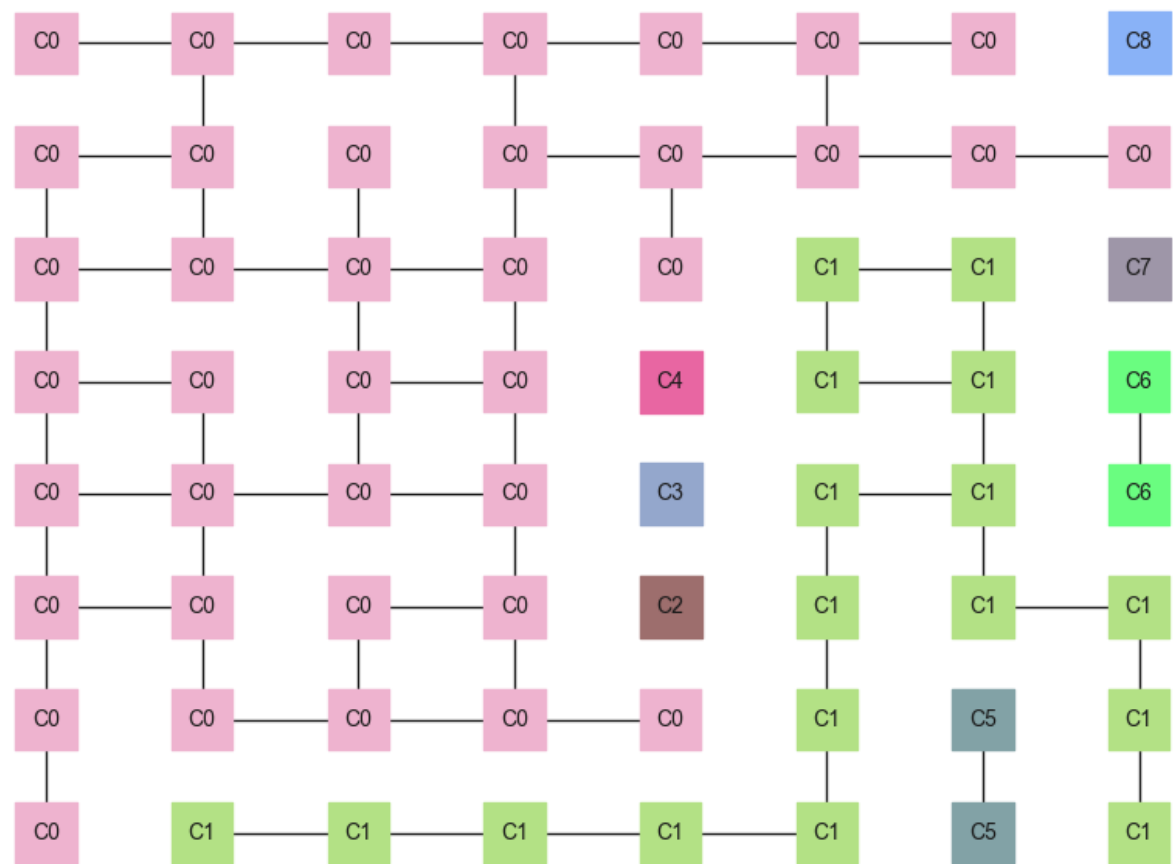 C0 C0 C0 C0 C0 C0 C0 C8
C0 C0 C0 C0 C0 C0 C0 C0
C0 C0 C0 C0 C0 C1 C1 C7
C0 C0 C0 C0 C4 C1 C1 C6
C0 C0 C0 C0 C3 C1 C1 C6
C0 C0 C0 C0 C2 C1 C1 C1
C0 C0 C0 C0 C0 C1 C5 C1
C0 C1 C1 C1 C1 C1 C5 C1